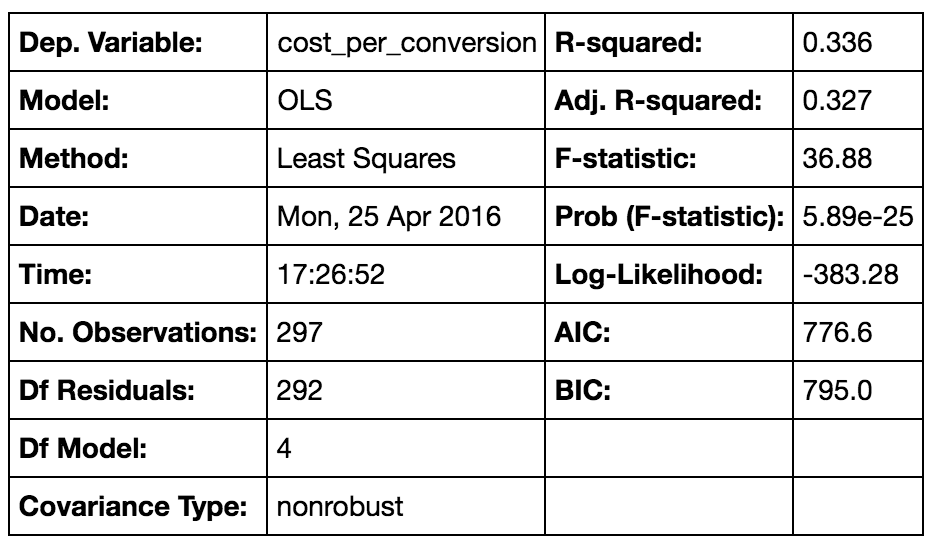 Dep. Variable: cost_per_conversion R-squared: 0.336
Model: OLS Adj. R-squared: 0.327
Method: Least Squares F-statistic: 36.88
Date: Mon, 25 Apr 2016 Prob (F-statistic): 5.89e-25
Time: 17:26:52 Log-Likelihood: -383.28
No. Observations: 297 AIC: 776.6
Df Residuals: 292 BIC: 795.0
Df Model: 4
Covariance Type: nonrobust